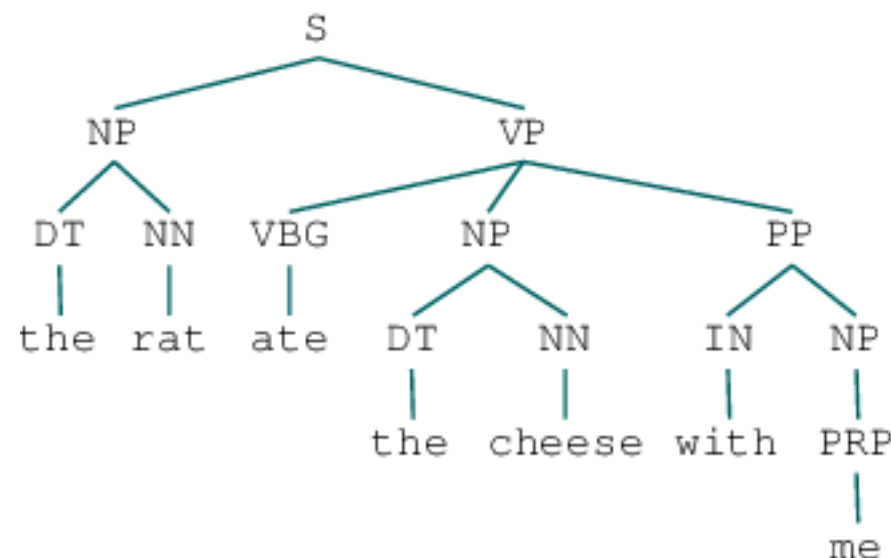 S
NP VP
DT NN VBG NP PP
the rat ate DT NN IN NP
the cheese with PRP
me